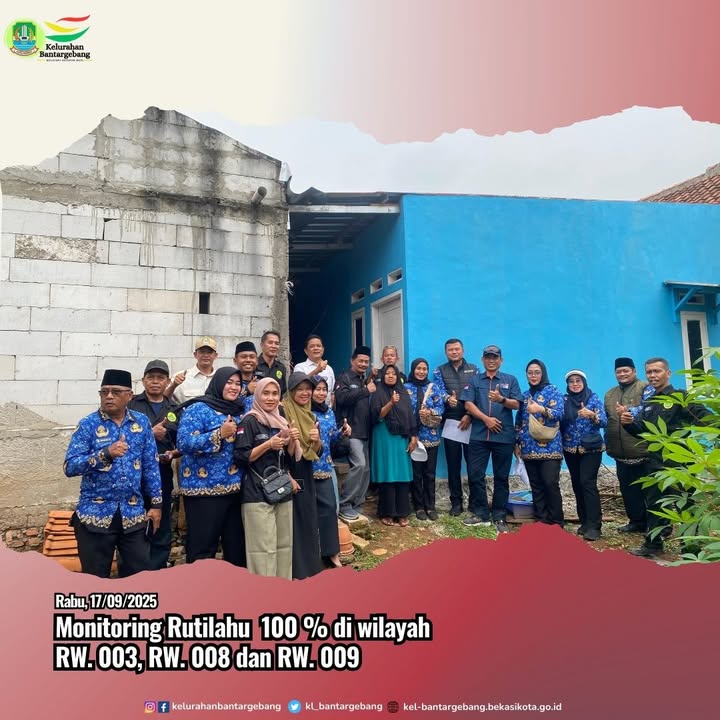 Kelurahan
Bantargebang
Rabu, 17/09/2025
Monitoring Rutilahu 100 % di wilayah
RW. 003, RW. 008 dan RW. 009
kelurahanbantargebang kl_bantargebang kel-bantargebang.bekasikota.go.id